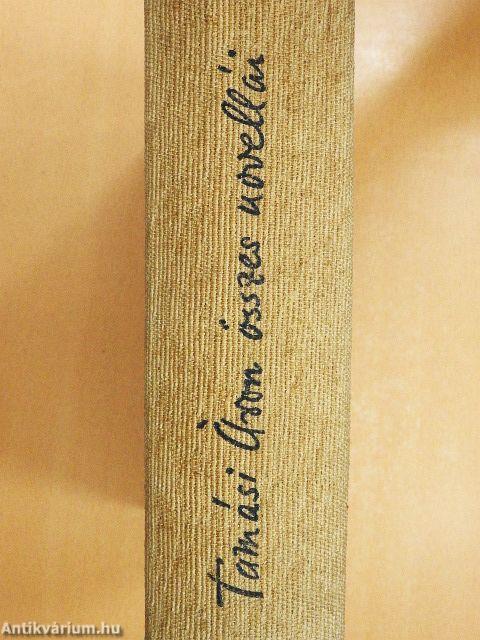 Tamási Áron összes novellái
Antikvárium.hu